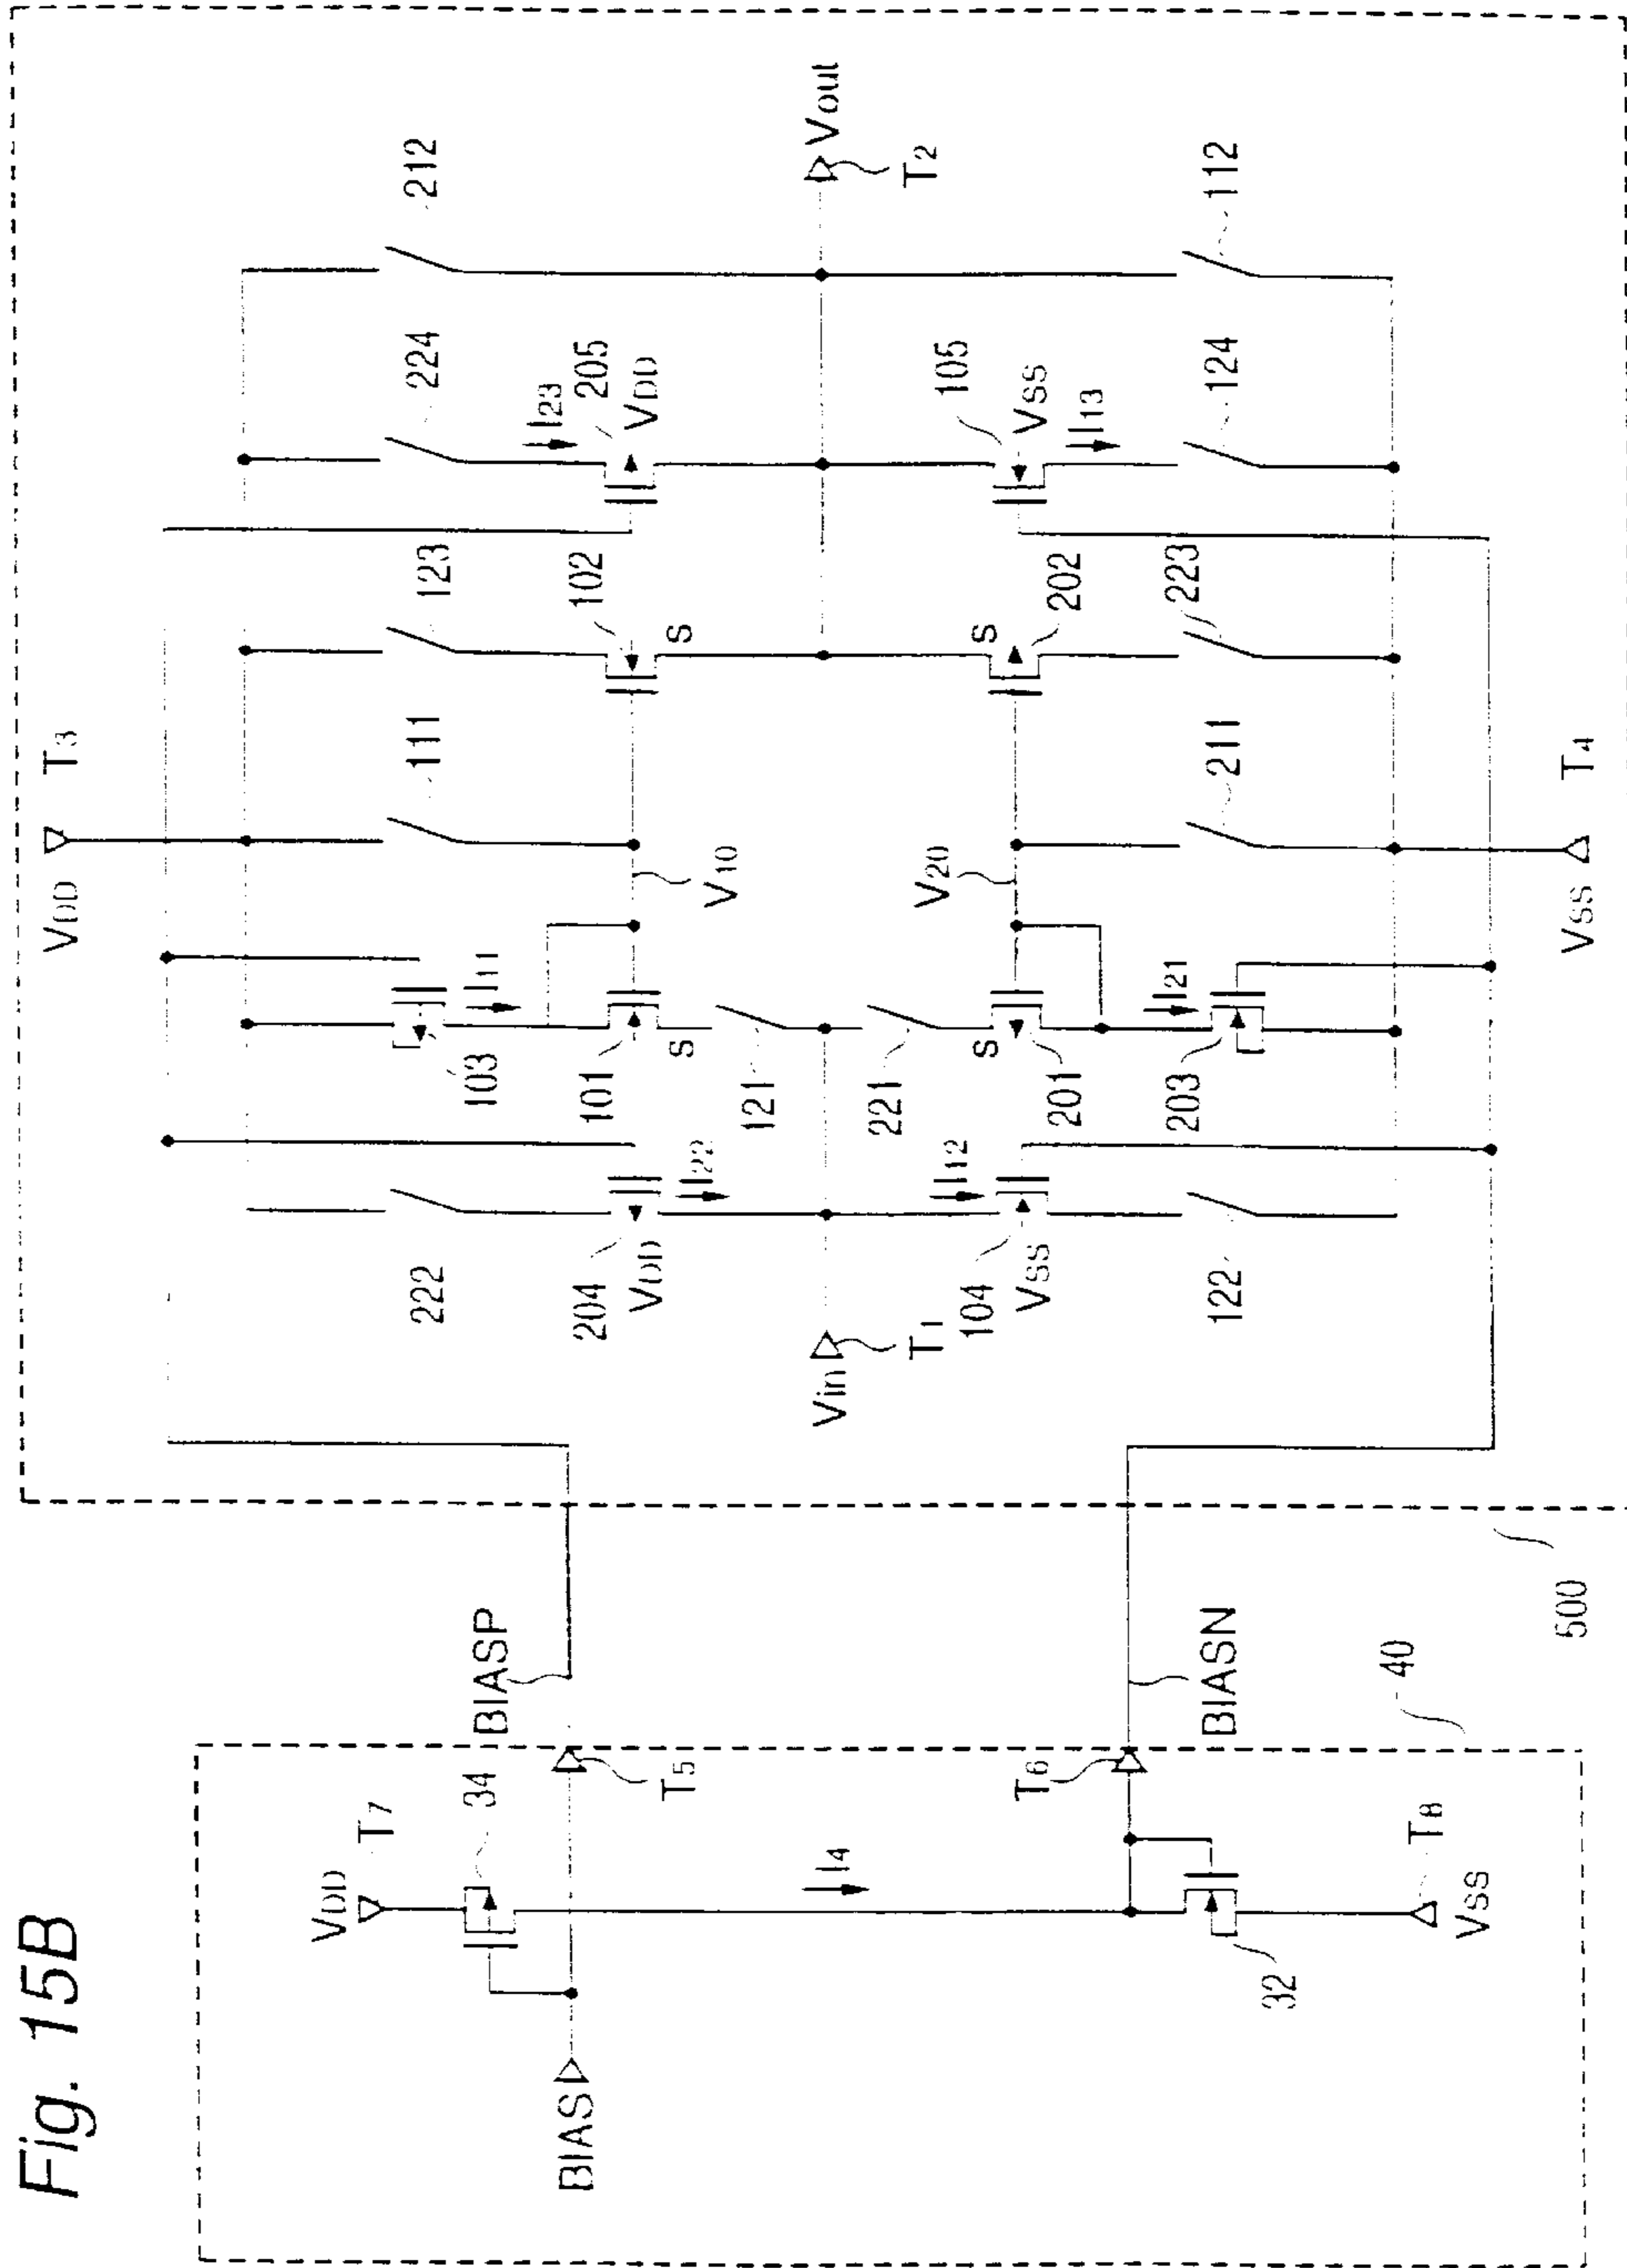 Fig. 15B
VDD
T7
34
BIAS
T5
BIASP
I4
T6
BIASN
32
VSS
T8
40
500
VDD
T3
222
204
VDD
I22
103
I11
101
S
121
111
V10
123
102
S
224
I23
205
VDD
212
Vin
T1
Vout
T2
104
VSS
I12
122
221
S
201
203
I21
V20
211
S
202
223
105
VSS
I13
124
112
VSS
T4